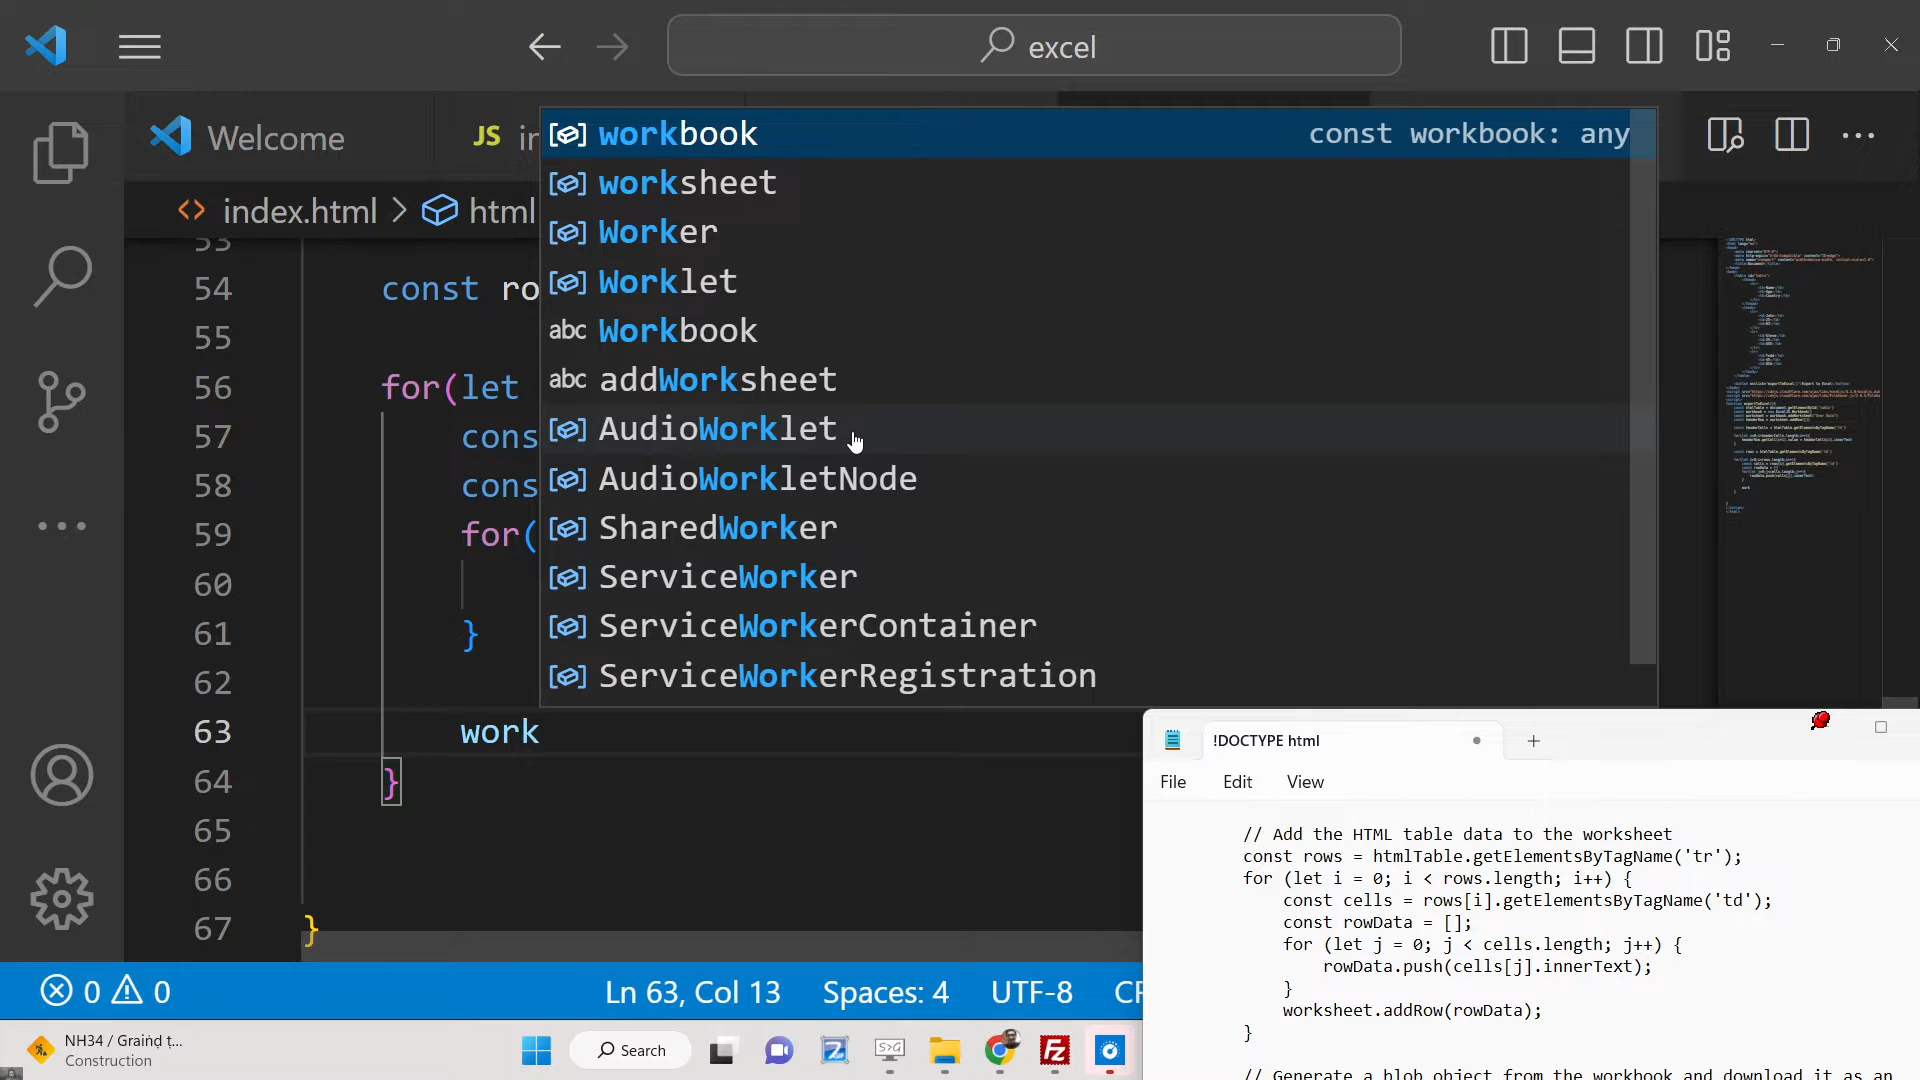 excel
Welcome
JS in
index.html > html
workbook const workbook: any
worksheet
Worker
Worklet
Workbook
addWorksheet
AudioWorklet
AudioWorkletNode
SharedWorker
ServiceWorker
ServiceWorkerContainer
ServiceWorkerRegistration
abc
abc
53
54 const ro
55
56 for(let
57 cons
58 cons
59 for(
60
61 }
62
63 work
64 }
65
66
67 }
0 0
Ln 63, Col 13 Spaces: 4 UTF-8
!DOCTYPE html
File Edit View
// Add the HTML table data to the worksheet
const rows = htmlTable.getElementsByTagName('tr');
for (let i = 0; i < rows.length; i++) {
const cells = rows[i].getElementsByTagName('td');
const rowData = [];
for (let j = 0; j < cells.length; j++) {
rowData.push(cells[j].innerText);
}
worksheet.addRow(rowData);
}
// Generate a blob object from the workbook and download it as an
NH34 / Graiņḍ ṭ...
Construction
Search